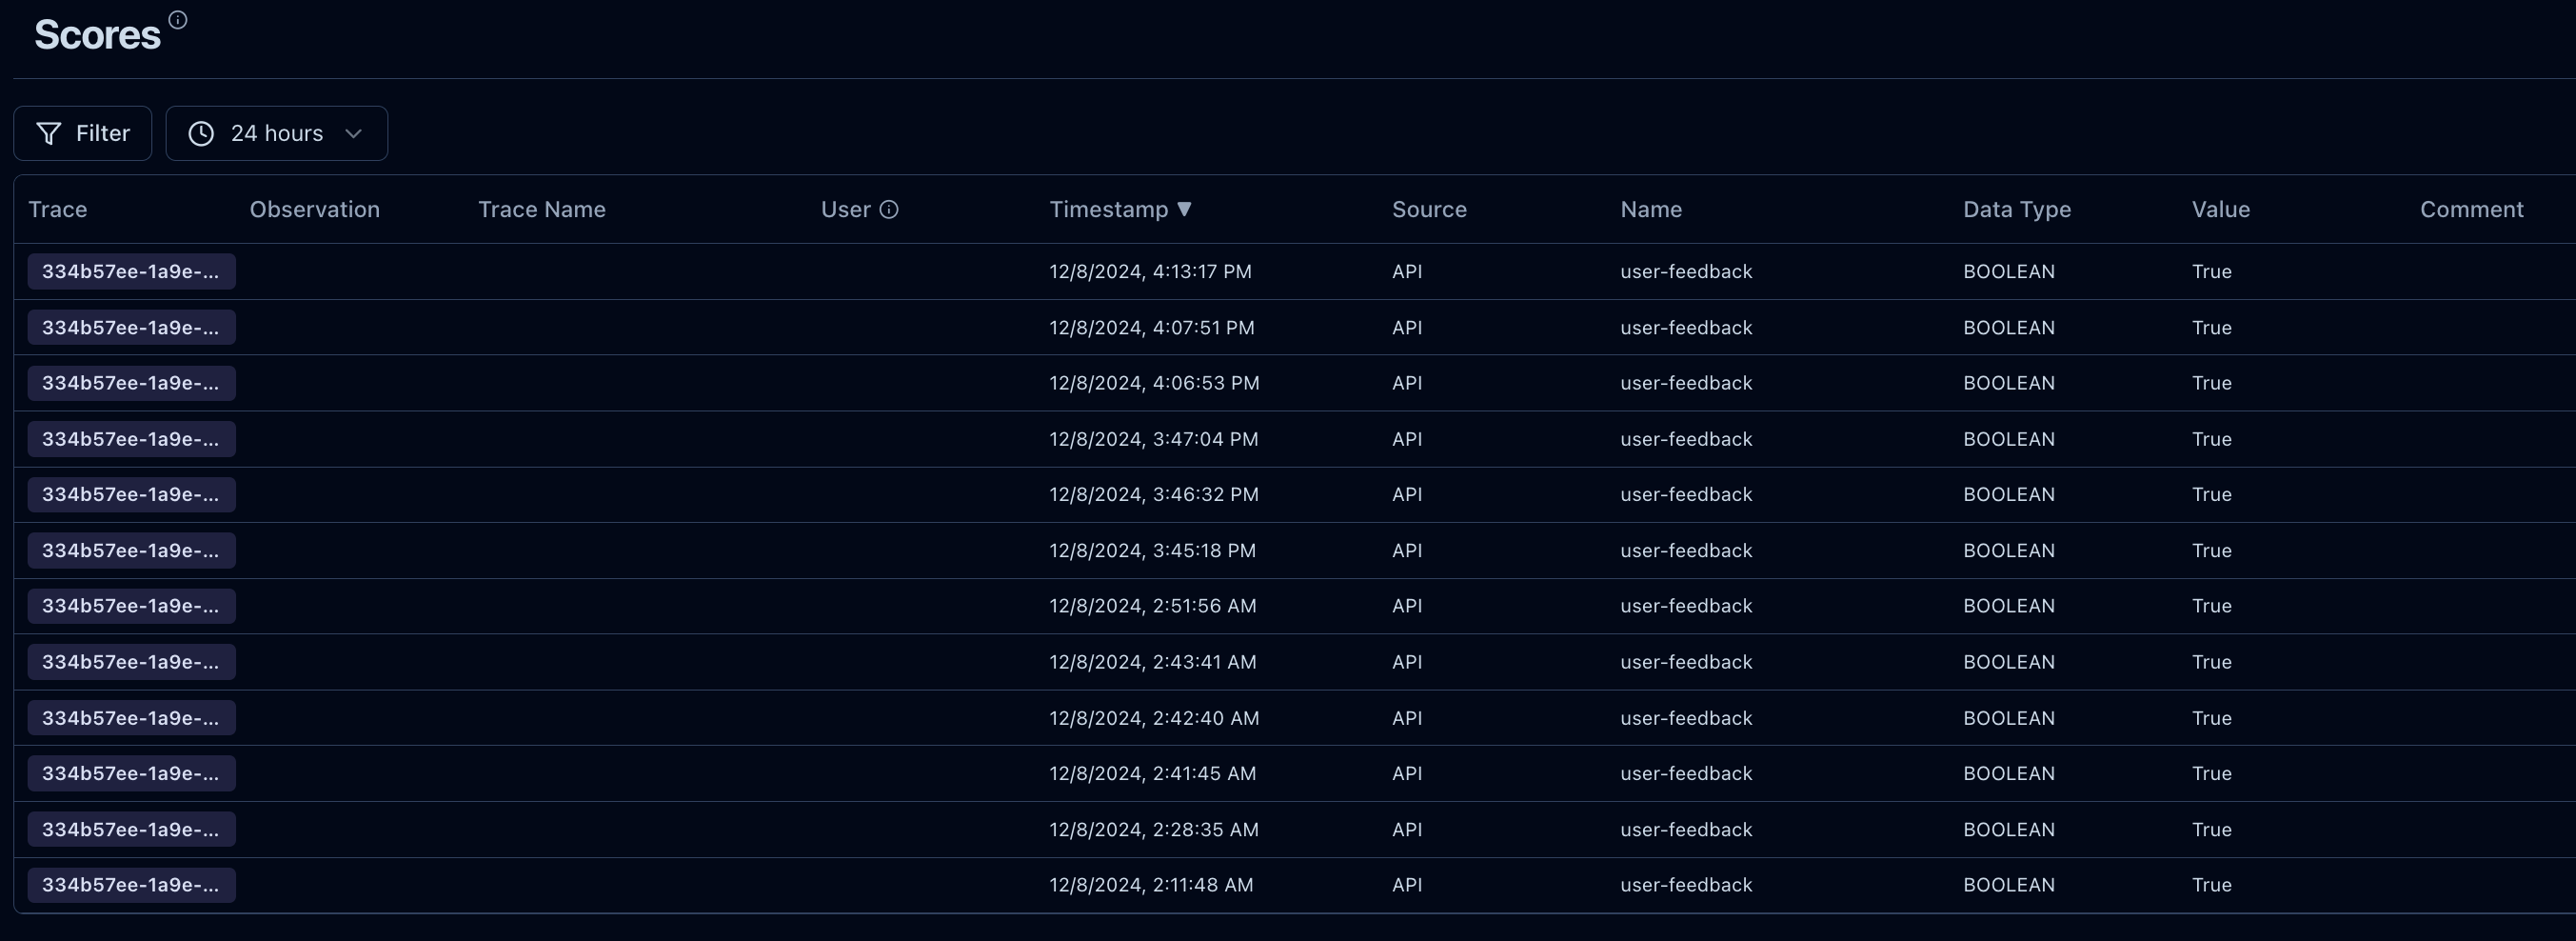 Scores
Filter 24 hours
Trace Observation Trace Name User Timestamp ▼ Source Name Data Type Value Comment
334b57ee-1a9e-... 12/8/2024, 4:13:17 PM API user-feedback BOOLEAN True
334b57ee-1a9e-... 12/8/2024, 4:07:51 PM API user-feedback BOOLEAN True
334b57ee-1a9e-... 12/8/2024, 4:06:53 PM API user-feedback BOOLEAN True
334b57ee-1a9e-... 12/8/2024, 3:47:04 PM API user-feedback BOOLEAN True
334b57ee-1a9e-... 12/8/2024, 3:46:32 PM API user-feedback BOOLEAN True
334b57ee-1a9e-... 12/8/2024, 3:45:18 PM API user-feedback BOOLEAN True
334b57ee-1a9e-... 12/8/2024, 2:51:56 AM API user-feedback BOOLEAN True
334b57ee-1a9e-... 12/8/2024, 2:43:41 AM API user-feedback BOOLEAN True
334b57ee-1a9e-... 12/8/2024, 2:42:40 AM API user-feedback BOOLEAN True
334b57ee-1a9e-... 12/8/2024, 2:41:45 AM API user-feedback BOOLEAN True
334b57ee-1a9e-... 12/8/2024, 2:28:35 AM API user-feedback BOOLEAN True
334b57ee-1a9e-... 12/8/2024, 2:11:48 AM API user-feedback BOOLEAN True